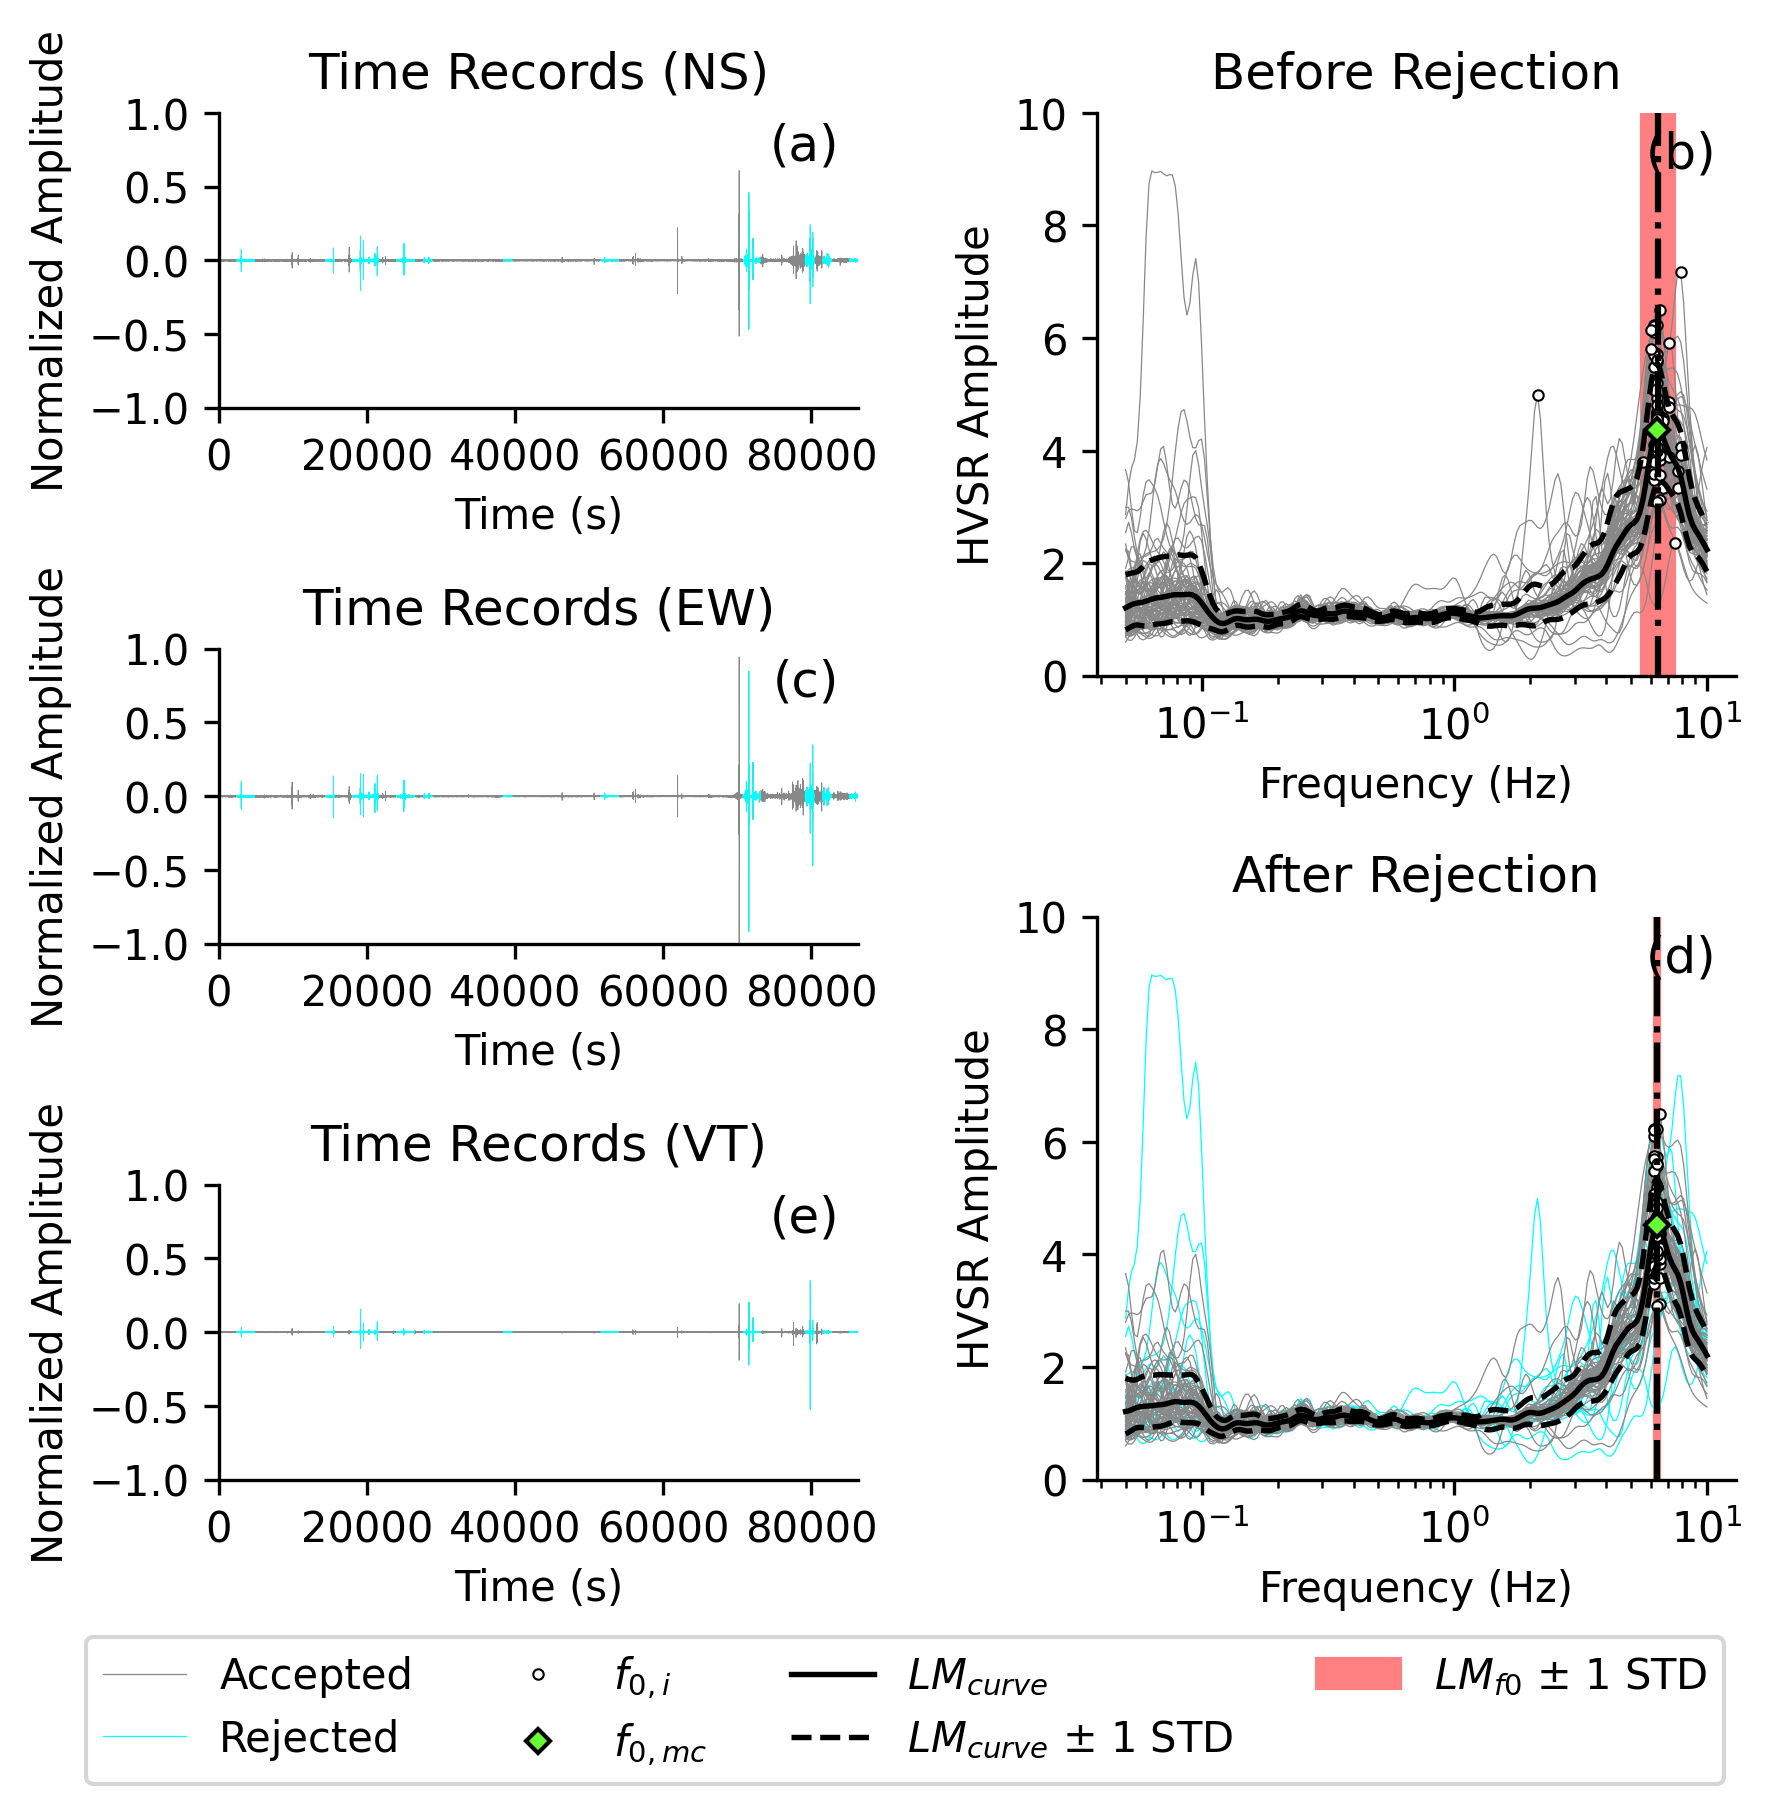 Time Records (NS)
(a)
Normalized Amplitude
1.0
0.5
0.0
−0.5
−1.0
0 20000 40000 60000 80000
Time (s)
Before Rejection
(b)
HVSR Amplitude
10
8
6
4
2
0
10⁻¹ 10⁰ 10¹
Frequency (Hz)
Time Records (EW)
(c)
Normalized Amplitude
1.0
0.5
0.0
−0.5
−1.0
0 20000 40000 60000 80000
Time (s)
After Rejection
(d)
HVSR Amplitude
10
8
6
4
2
0
10⁻¹ 10⁰ 10¹
Frequency (Hz)
Time Records (VT)
(e)
Normalized Amplitude
1.0
0.5
0.0
−0.5
−1.0
0 20000 40000 60000 80000
Time (s)
Accepted
Rejected
f0,i
f0,mc
LMcurve
LMcurve ± 1 STD
LMf0 ± 1 STD